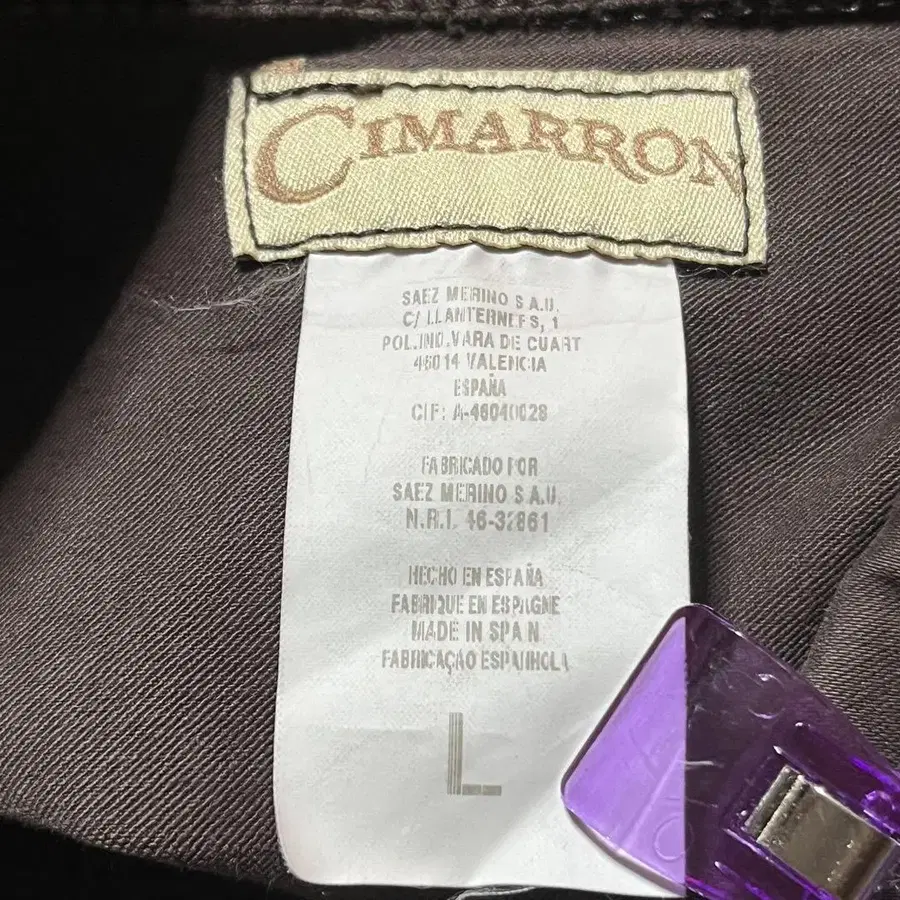 CIMARRON
SAEZ MERINO S.A.U.
C/ LLANTERNERS, 1
POL.IND.VARA DE CUART
46014 VALENCIA
ESPAÑA
CIF: A-46040028
FABRICADO POR
SAEZ MERINO S.A.U.
N.R.I. 46-32861
HECHO EN ESPAÑA
FABRIQUE EN ESPAGNE
MADE IN SPAIN
FABRICAÇAO ESPANHOLA
L